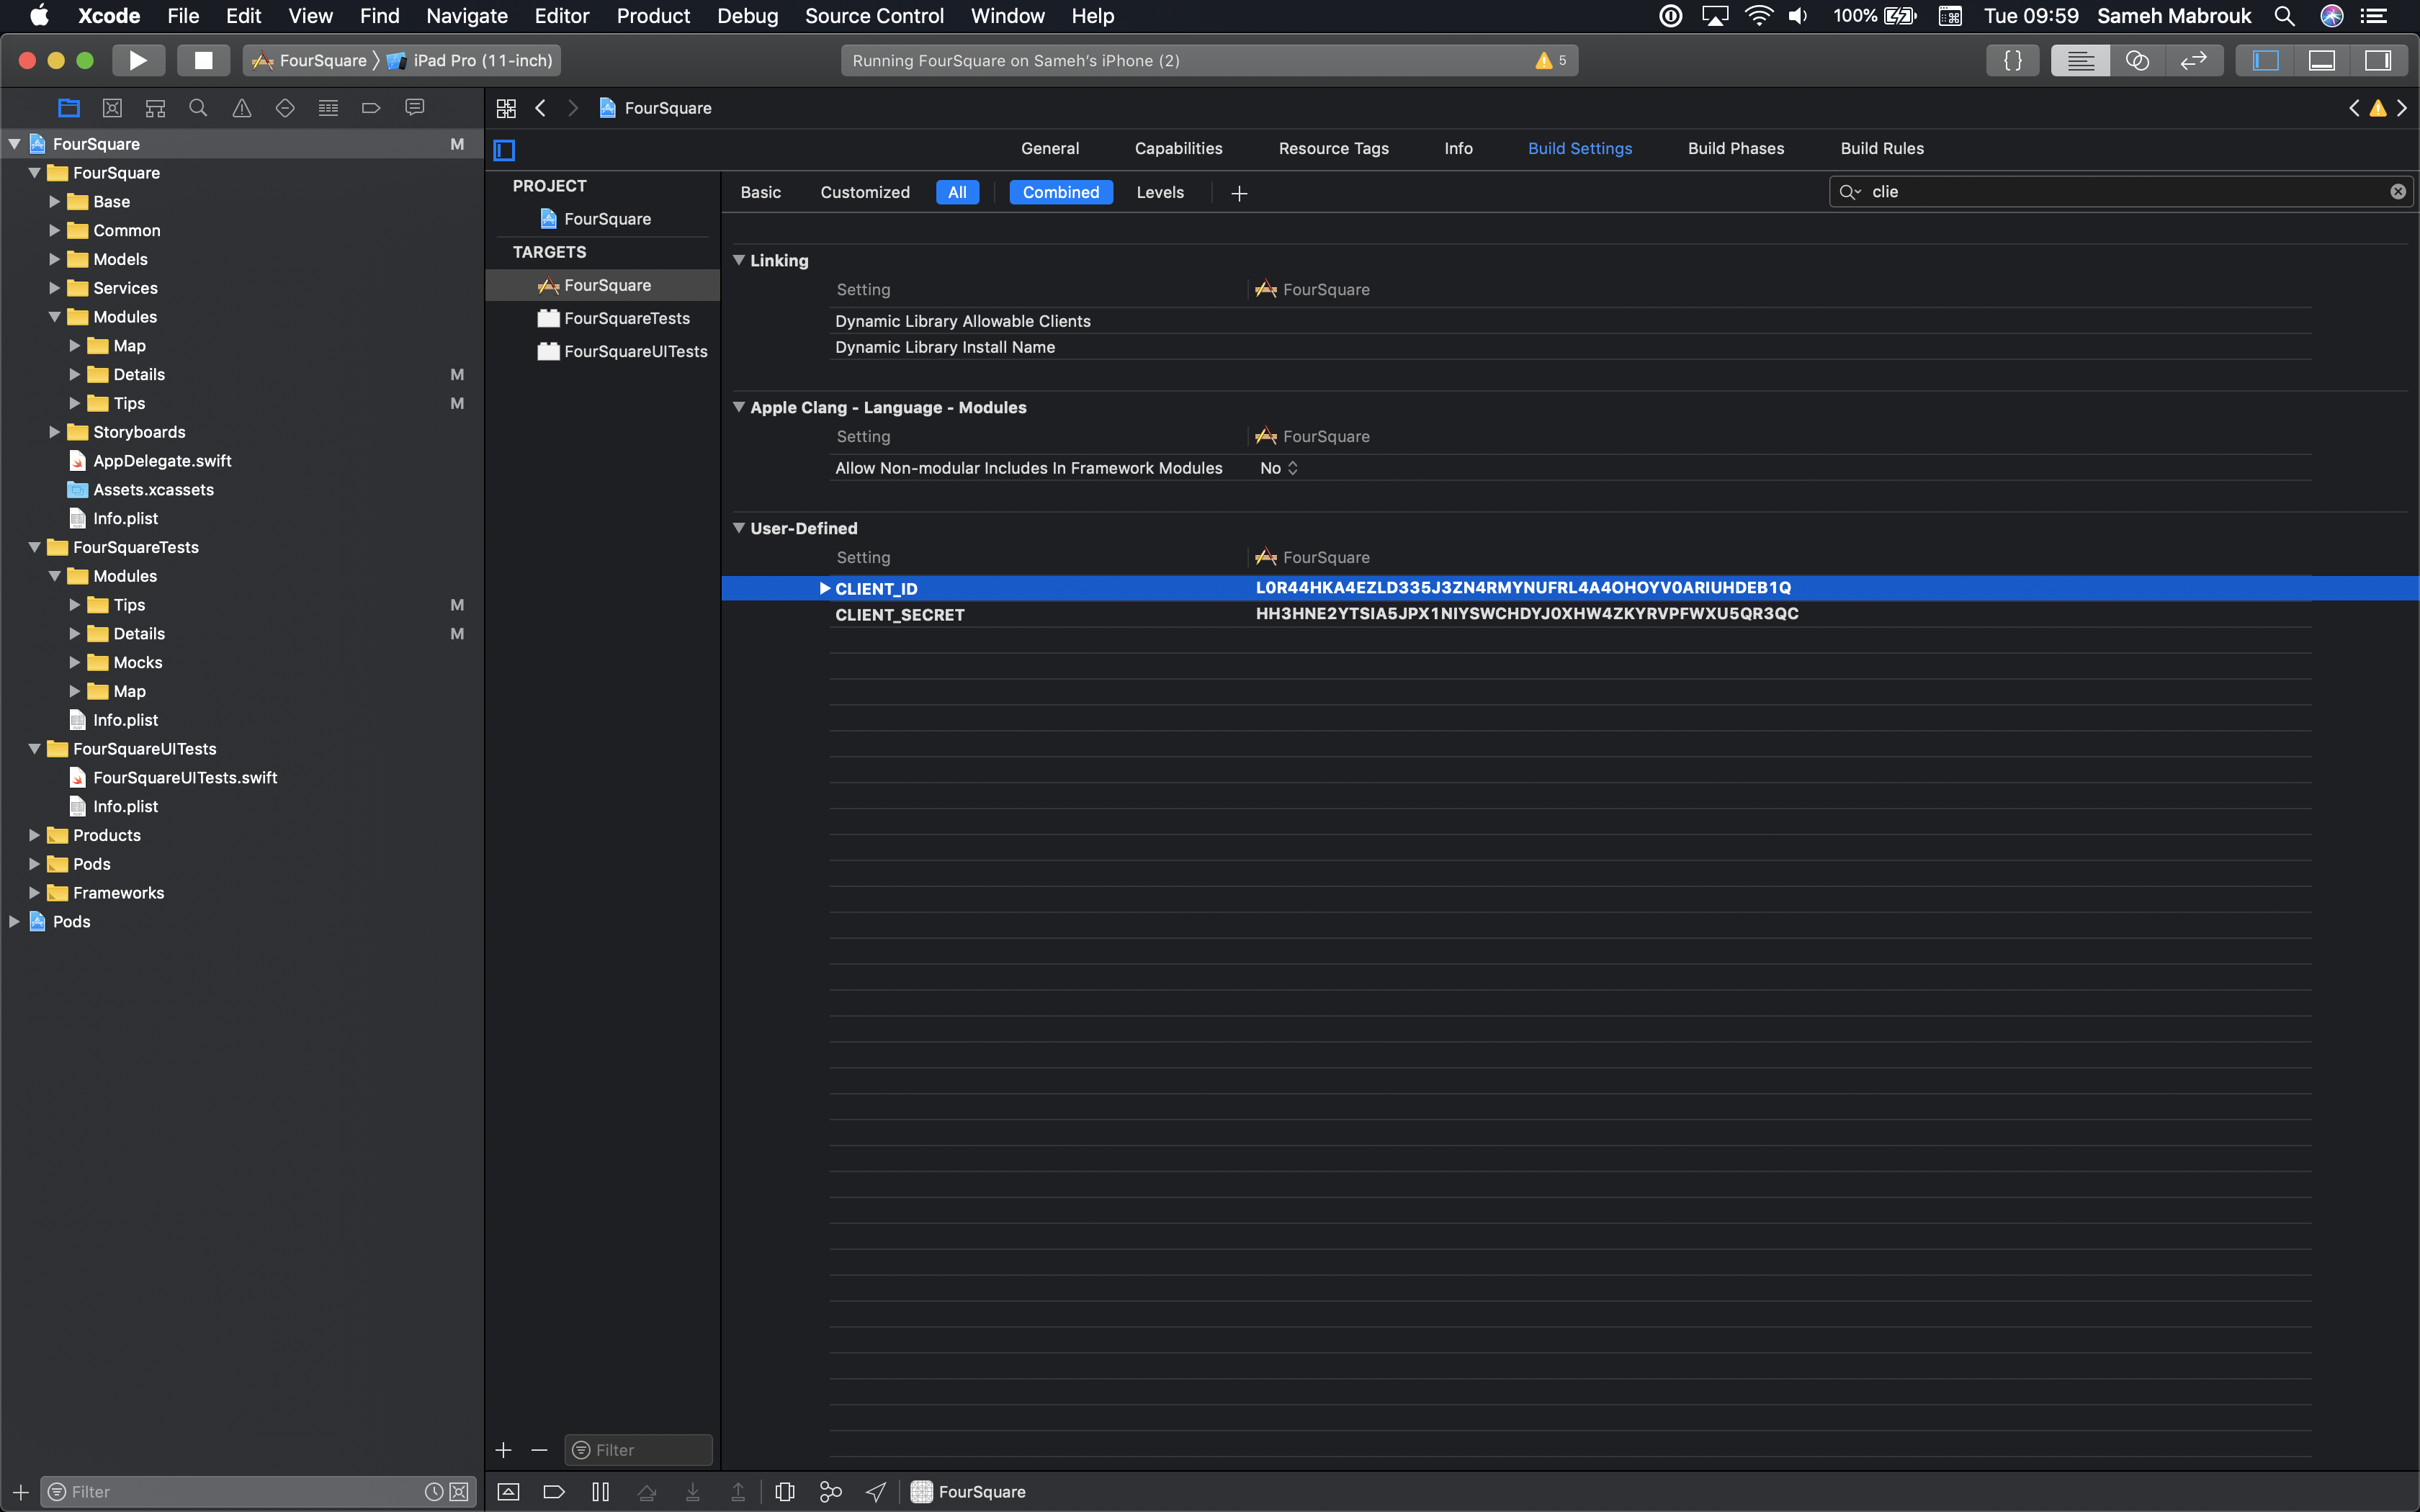 Xcode File Edit View Find Navigate Editor Product Debug Source Control Window Help 100% Tue 09:59 Sameh Mabrouk
FourSquare iPad Pro (11-inch) Running FourSquare on Sameh's iPhone (2) 5
FourSquare
General Capabilities Resource Tags Info Build Settings Build Phases Build Rules
Basic Customized All Combined Levels clie
FourSquare M
FourSquare
Base
Common
Models
Services
Modules
Map
Details M
Tips M
Storyboards
AppDelegate.swift
Assets.xcassets
Info.plist
FourSquareTests
Modules
Tips M
Details M
Mocks
Map
Info.plist
FourSquareUITests
FourSquareUITests.swift
Info.plist
Products
Pods
Frameworks
Pods
Filter
PROJECT
FourSquare
TARGETS
FourSquare
FourSquareTests
FourSquareUITests
Filter
Linking
Setting FourSquare
Dynamic Library Allowable Clients
Dynamic Library Install Name
Apple Clang - Language - Modules
Setting FourSquare
Allow Non-modular Includes In Framework Modules No
User-Defined
Setting FourSquare
CLIENT_ID L0R44HKA4EZLD335J3ZN4RMYNUFRL4A4OHOYV0ARIUHDEB1Q
CLIENT_SECRET HH3HNE2YTSIA5JPX1NIYSWCHDYJ0XHW4ZKYRVPFWXU5QR3QC
FourSquare